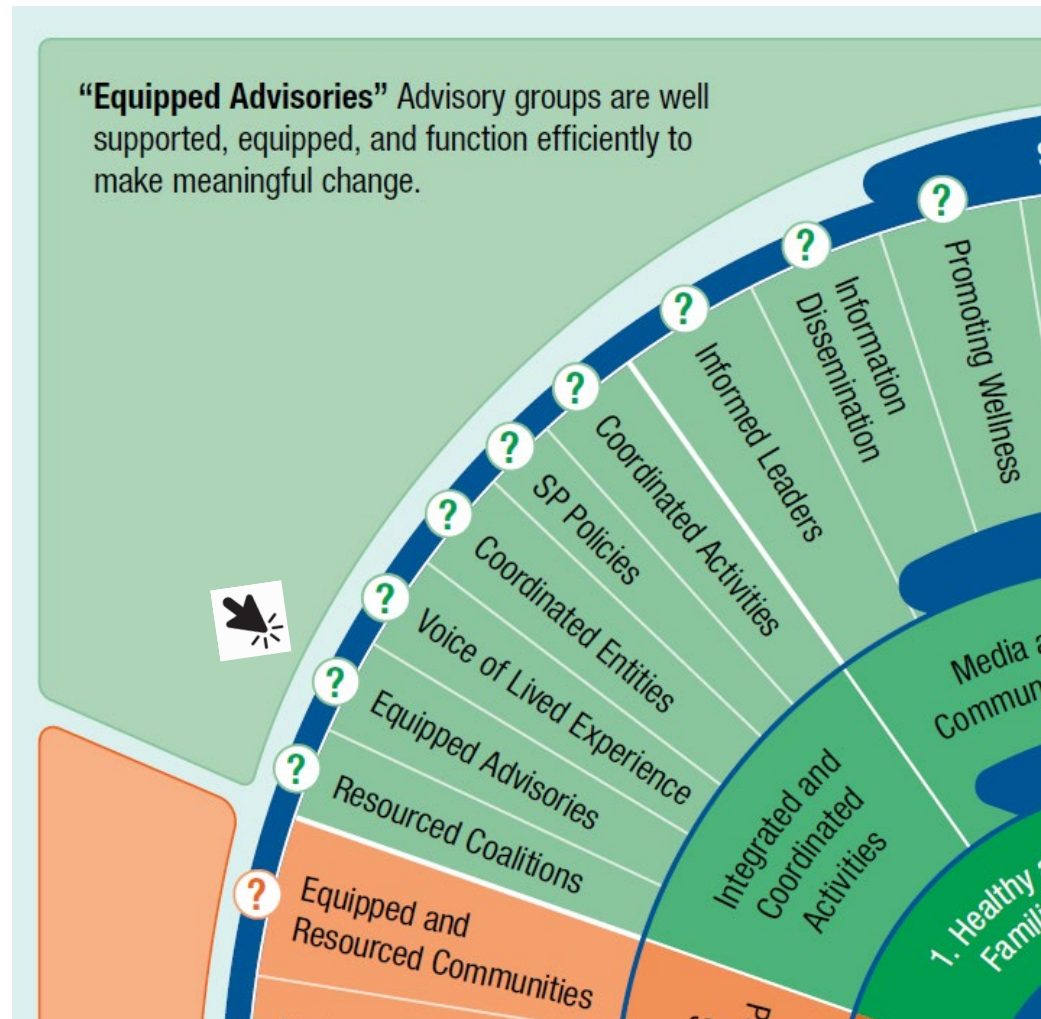 “Equipped Advisories” Advisory groups are well
supported, equipped, and function efficiently to
make meaningful change.
?
?
?
?
?
?
?
?
?
?
Promoting Wellness
Information
Dissemination
Informed Leaders
Coordinated Activities
SP Policies
Coordinated Entities
Voice of Lived Experience
Equipped Advisories
Resourced Coalitions
Equipped and
Resourced Communities
Media
Integrated and
Coordinated
Activities
1. Healthy